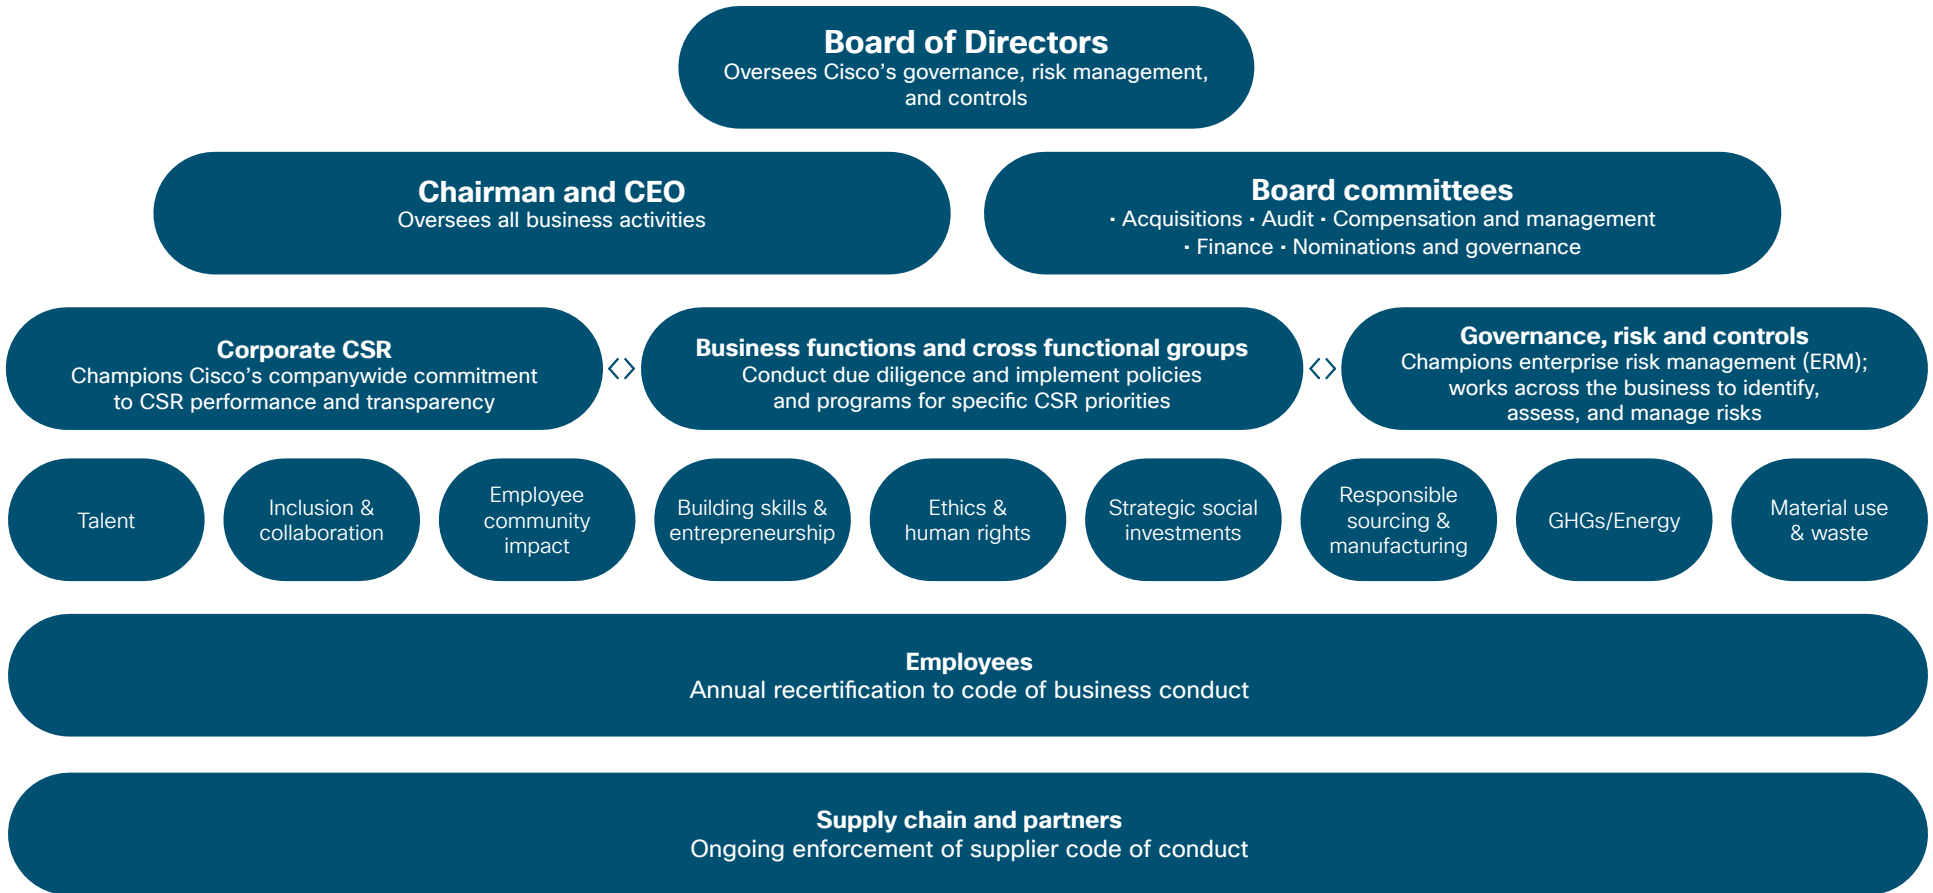 Board of Directors
Oversees Cisco’s governance, risk management,
and controls
Chairman and CEO
Oversees all business activities
Board committees
· Acquisitions · Audit · Compensation and management
· Finance · Nominations and governance
Corporate CSR
Champions Cisco’s companywide commitment
to CSR performance and transparency
Business functions and cross functional groups
Conduct due diligence and implement policies
and programs for specific CSR priorities
Governance, risk and controls
Champions enterprise risk management (ERM);
works across the business to identify,
assess, and manage risks
Talent
Inclusion &
collaboration
Employee
community
impact
Building skills &
entrepreneurship
Ethics &
human rights
Strategic social
investments
Responsible
sourcing &
manufacturing
GHGs/Energy
Material use
& waste
Employees
Annual recertification to code of business conduct
Supply chain and partners
Ongoing enforcement of supplier code of conduct